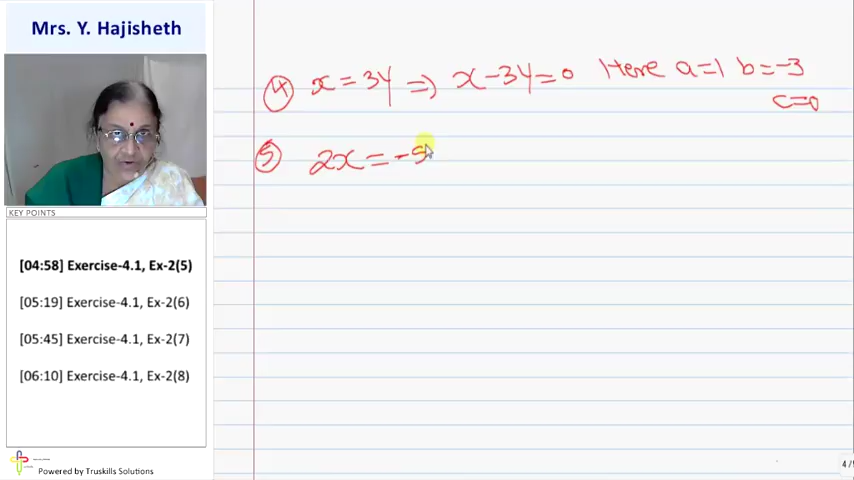 Mrs. Y. Hajisheth
④ x = 3y ⇒ x - 3y = 0 Here a=1 b=-3
c=0
⑤ 2x = -5
KEY POINTS
[04:58] Exercise-4.1, Ex-2(5)
[05:19] Exercise-4.1, Ex-2(6)
[05:45] Exercise-4.1, Ex-2(7)
[06:10] Exercise-4.1, Ex-2(8)
Powered by Truskills Solutions